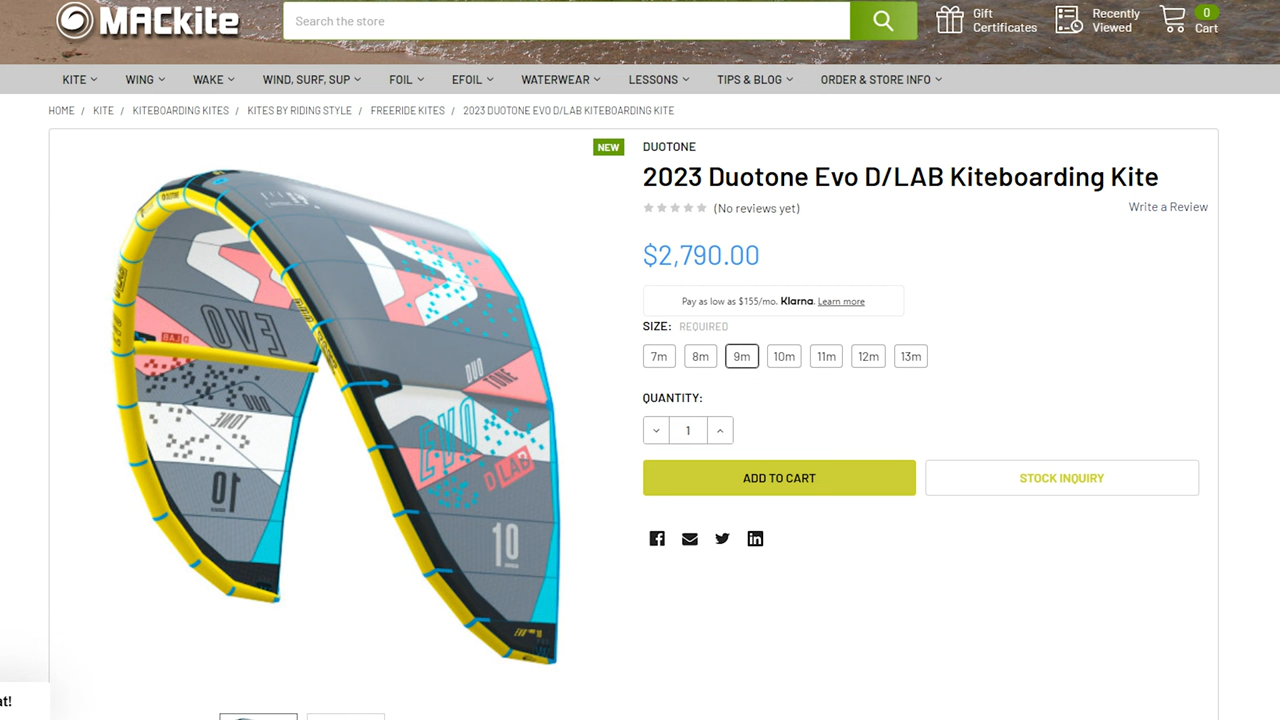 MACkite
Search the store
Gift Certificates
Recently Viewed
0
Cart
KITE
WING
WAKE
WIND, SURF, SUP
FOIL
EFOIL
WATERWEAR
LESSONS
TIPS & BLOG
ORDER & STORE INFO
HOME / KITE / KITEBOARDING KITES / KITES BY RIDING STYLE / FREERIDE KITES / 2023 DUOTONE EVO D/LAB KITEBOARDING KITE
NEW
DUOTONE
2023 Duotone Evo D/LAB Kiteboarding Kite
(No reviews yet)
Write a Review
$2,790.00
Pay as low as $155/mo. Klarna. Learn more
SIZE: REQUIRED
7m
8m
9m
10m
11m
12m
13m
QUANTITY:
1
ADD TO CART
STOCK INQUIRY
EVO
D LAB
DUO
TONE
10
DUO
TONE
EVO
D LAB
10
at!